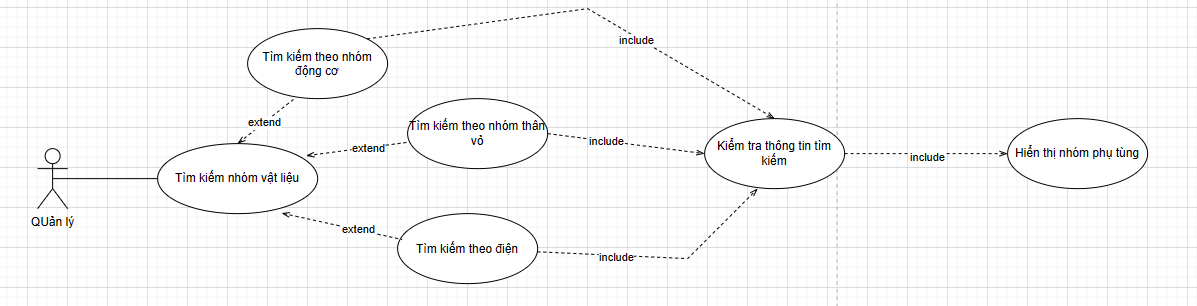 Tìm kiếm theo nhóm
động cơ
include
extend
Tìm kiếm theo nhóm thân
vỏ
include
extend
Kiểm tra thông tin tìm
kiếm
include
Hiển thị nhóm phụ tùng
Tìm kiếm nhóm vật liệu
QUản lý
extend
Tìm kiếm theo điện
include